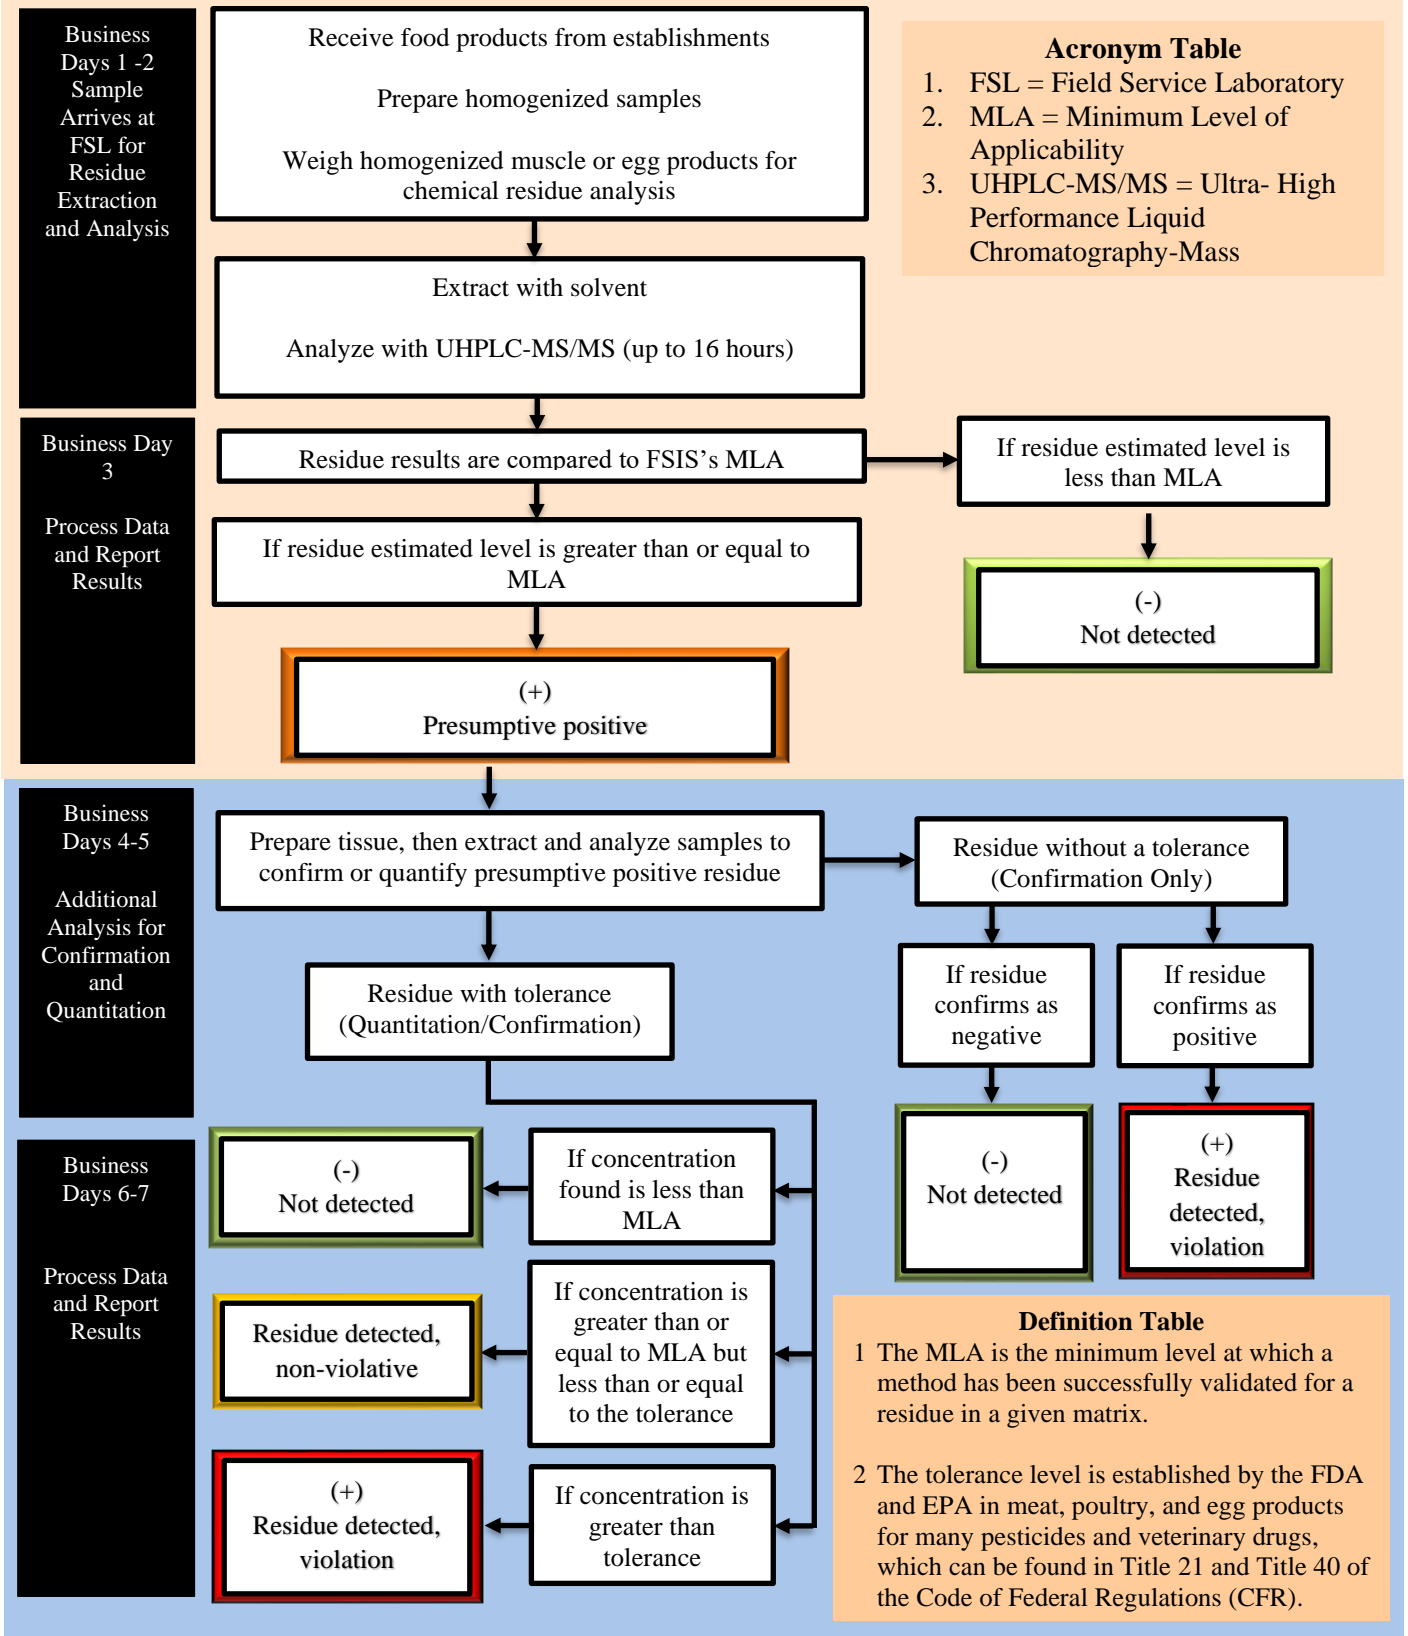 Business
Days 1 -2
Sample
Arrives at
FSL for
Residue
Extraction
and Analysis
Receive food products from establishments
Prepare homogenized samples
Weigh homogenized muscle or egg products for
chemical residue analysis
Acronym Table
1. FSL = Field Service Laboratory
2. MLA = Minimum Level of
Applicability
3. UHPLC-MS/MS = Ultra- High
Performance Liquid
Chromatography-Mass
Extract with solvent
Analyze with UHPLC-MS/MS (up to 16 hours)
Business Day
3
Process Data
and Report
Results
Residue results are compared to FSIS’s MLA
If residue estimated level is
less than MLA
If residue estimated level is greater than or equal to
MLA
(-)
Not detected
(+)
Presumptive positive
Business
Days 4-5
Additional
Analysis for
Confirmation
and
Quantitation
Prepare tissue, then extract and analyze samples to
confirm or quantify presumptive positive residue
Residue without a tolerance
(Confirmation Only)
Residue with tolerance
(Quantitation/Confirmation)
If residue
confirms as
negative
If residue
confirms as
positive
(-)
Not detected
(+)
Residue
detected,
violation
Business
Days 6-7
Process Data
and Report
Results
(-)
Not detected
If concentration
found is less than
MLA
Residue detected,
non-violative
If concentration is
greater than or
equal to MLA but
less than or equal
to the tolerance
(+)
Residue detected,
violation
If concentration is
greater than
tolerance
Definition Table
1 The MLA is the minimum level at which a
method has been successfully validated for a
residue in a given matrix.
2 The tolerance level is established by the FDA
and EPA in meat, poultry, and egg products
for many pesticides and veterinary drugs,
which can be found in Title 21 and Title 40 of
the Code of Federal Regulations (CFR).